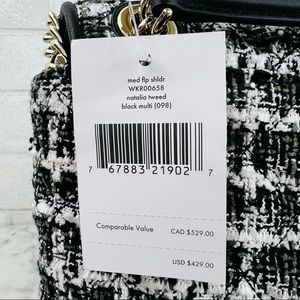 med flp shldr
WKR00658
natalia tweed
black multi (098)
7 67883 21902 7
Comparable Value CAD $529.00
USD $429.00